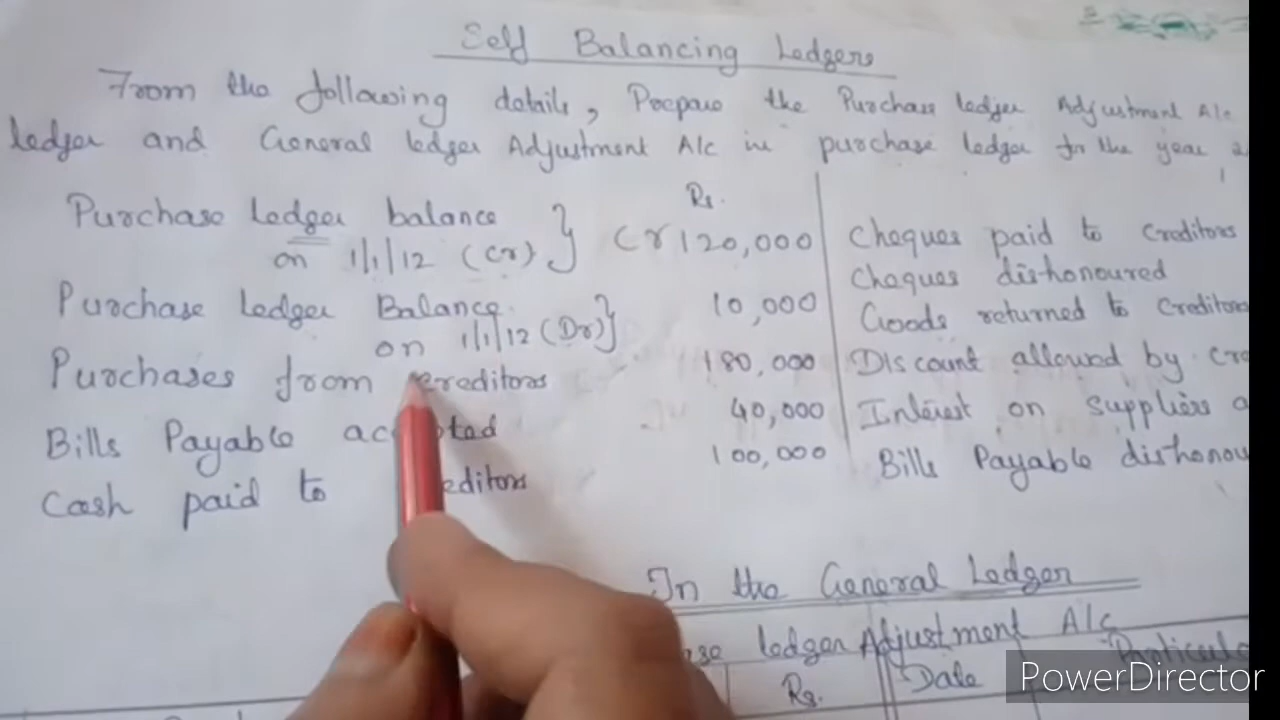 Self Balancing Ledgers
From the following details, Prepare the Purchase ledger Adjustment A/c
ledger and General ledger Adjustment A/c in purchase ledger for the year
Rs.
Purchase Ledger balance on 1/1/12 (Cr) } Cr 120,000
Purchase Ledger Balance on 1/1/12 (Dr) } 10,000
Purchases from creditors 180,000
Bills Payable 40,000
Cash paid to 100,000
Cheques paid to Creditors
Cheques dishonoured
Goods returned to Creditors
Discount allowed by
Interest on suppliers
Bills Payable
In the General Ledger
ledger Adjustment A/c
Rs. Date
PowerDirector